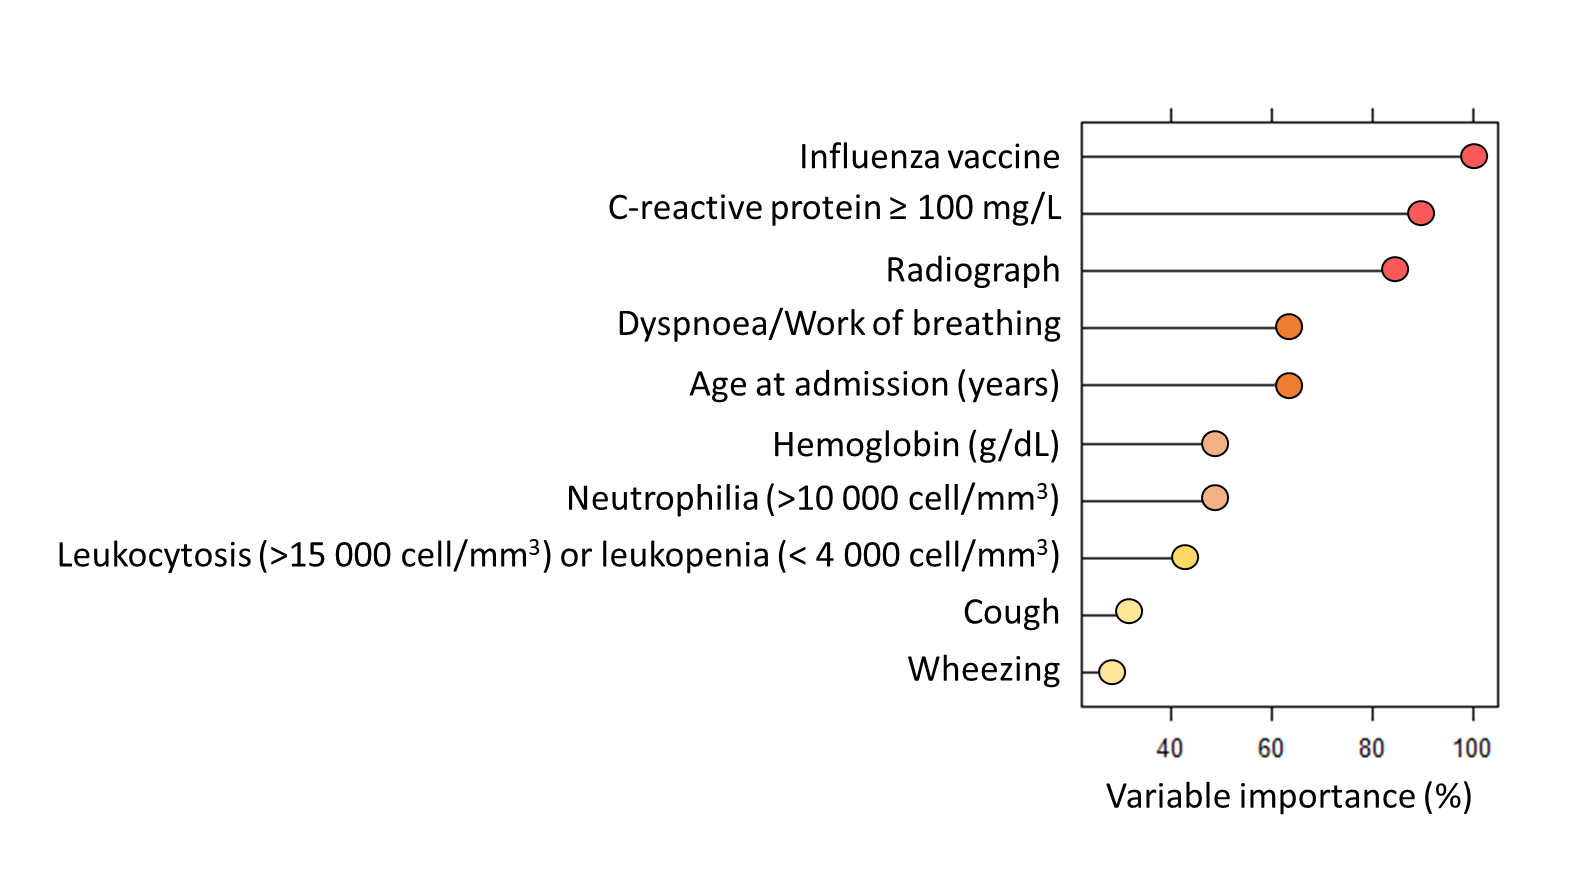 Influenza vaccine
C-reactive protein ≥ 100 mg/L
Radiograph
Dyspnoea/Work of breathing
Age at admission (years)
Hemoglobin (g/dL)
Neutrophilia (>10 000 cell/mm³)
Leukocytosis (>15 000 cell/mm³) or leukopenia (< 4 000 cell/mm³)
Cough
Wheezing
40 60 80 100
Variable importance (%)